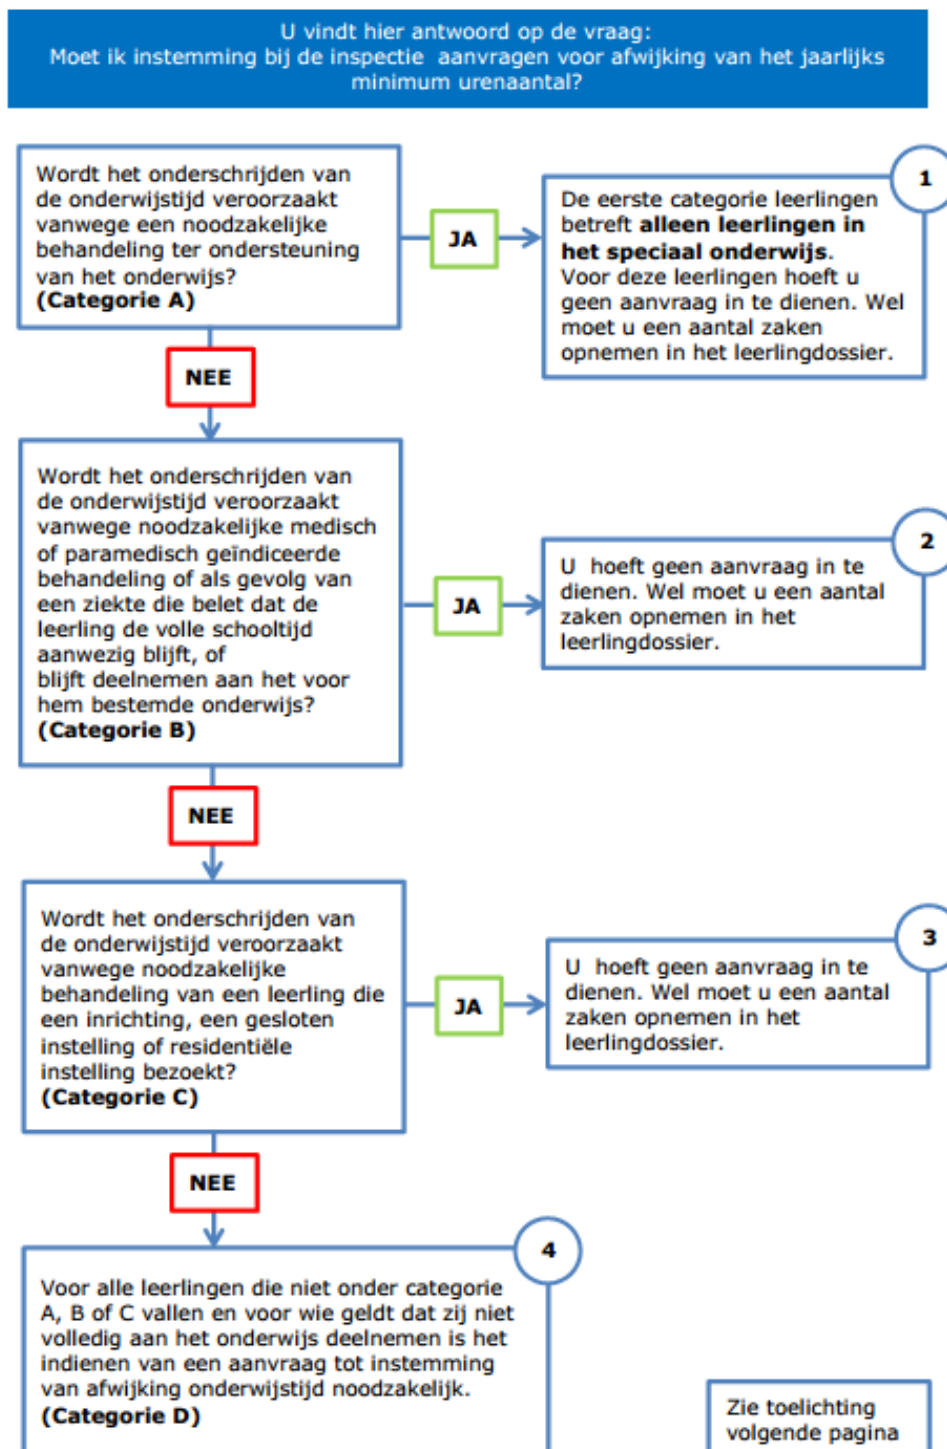 U vindt hier antwoord op de vraag:
Moet ik instemming bij de inspectie  aanvragen voor afwijking van het jaarlijks
minimum urenaantal?
Wordt het onderschrijden van
de onderwijstijd veroorzaakt
vanwege een noodzakelijke
behandeling ter ondersteuning
van het onderwijs?
(Categorie A)
JA
1
De eerste categorie leerlingen
betreft alleen leerlingen in
het speciaal onderwijs.
Voor deze leerlingen hoeft u
geen aanvraag in te dienen. Wel
moet u een aantal zaken
opnemen in het leerlingdossier.
NEE
Wordt het onderschrijden van
de onderwijstijd veroorzaakt
vanwege noodzakelijke medisch
of paramedisch geïndiceerde
behandeling of als gevolg van
een ziekte die belet dat de
leerling de volle schooltijd
aanwezig blijft, of
blijft deelnemen aan het voor
hem bestemde onderwijs?
(Categorie B)
JA
2
U  hoeft geen aanvraag in te
dienen. Wel moet u een aantal
zaken opnemen in het
leerlingdossier.
NEE
Wordt het onderschrijden van
de onderwijstijd veroorzaakt
vanwege noodzakelijke
behandeling van een leerling die
een inrichting, een gesloten
instelling of residentiële
instelling bezoekt?
(Categorie C)
JA
3
U  hoeft geen aanvraag in te
dienen. Wel moet u een aantal
zaken opnemen in het
leerlingdossier.
NEE
4
Voor alle leerlingen die niet onder categorie
A, B of C vallen en voor wie geldt dat zij niet
volledig aan het onderwijs deelnemen is het
indienen van een aanvraag tot instemming
van afwijking onderwijstijd noodzakelijk.
(Categorie D)
Zie toelichting
volgende pagina